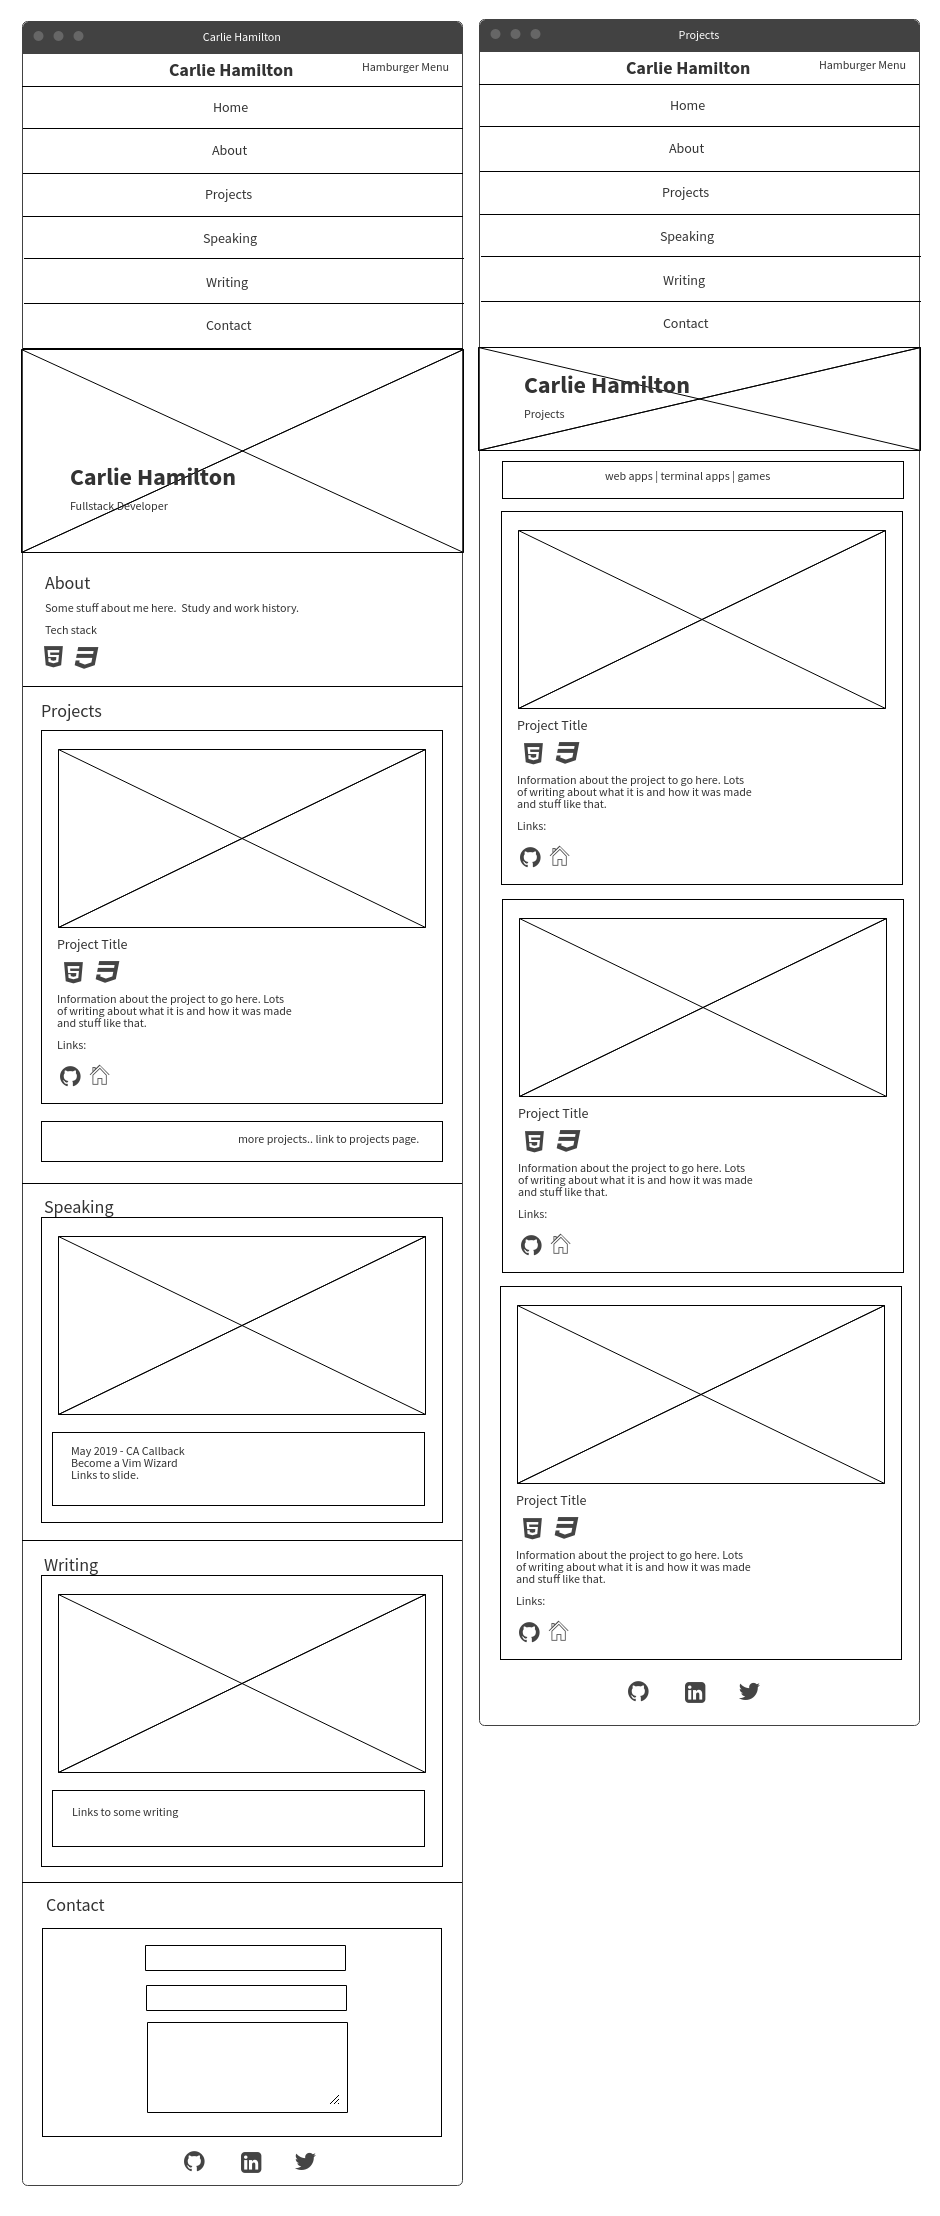 Carlie Hamilton
Carlie Hamilton
Hamburger Menu
Home
About
Projects
Speaking
Writing
Contact
Carlie Hamilton
Fullstack Developer
About
Some stuff about me here.  Study and work history.
Tech stack
Projects
Project Title
Information about the project to go here. Lots
of writing about what it is and how it was made
and stuff like that.
Links:
more projects.. link to projects page.
Speaking
May 2019 - CA Callback
Become a Vim Wizard
Links to slide.
Writing
Links to some writing
Contact
Projects
Carlie Hamilton
Hamburger Menu
Home
About
Projects
Speaking
Writing
Contact
Carlie Hamilton
Projects
web apps | terminal apps | games
Project Title
Information about the project to go here. Lots
of writing about what it is and how it was made
and stuff like that.
Links:
Project Title
Information about the project to go here. Lots
of writing about what it is and how it was made
and stuff like that.
Links:
Project Title
Information about the project to go here. Lots
of writing about what it is and how it was made
and stuff like that.
Links: